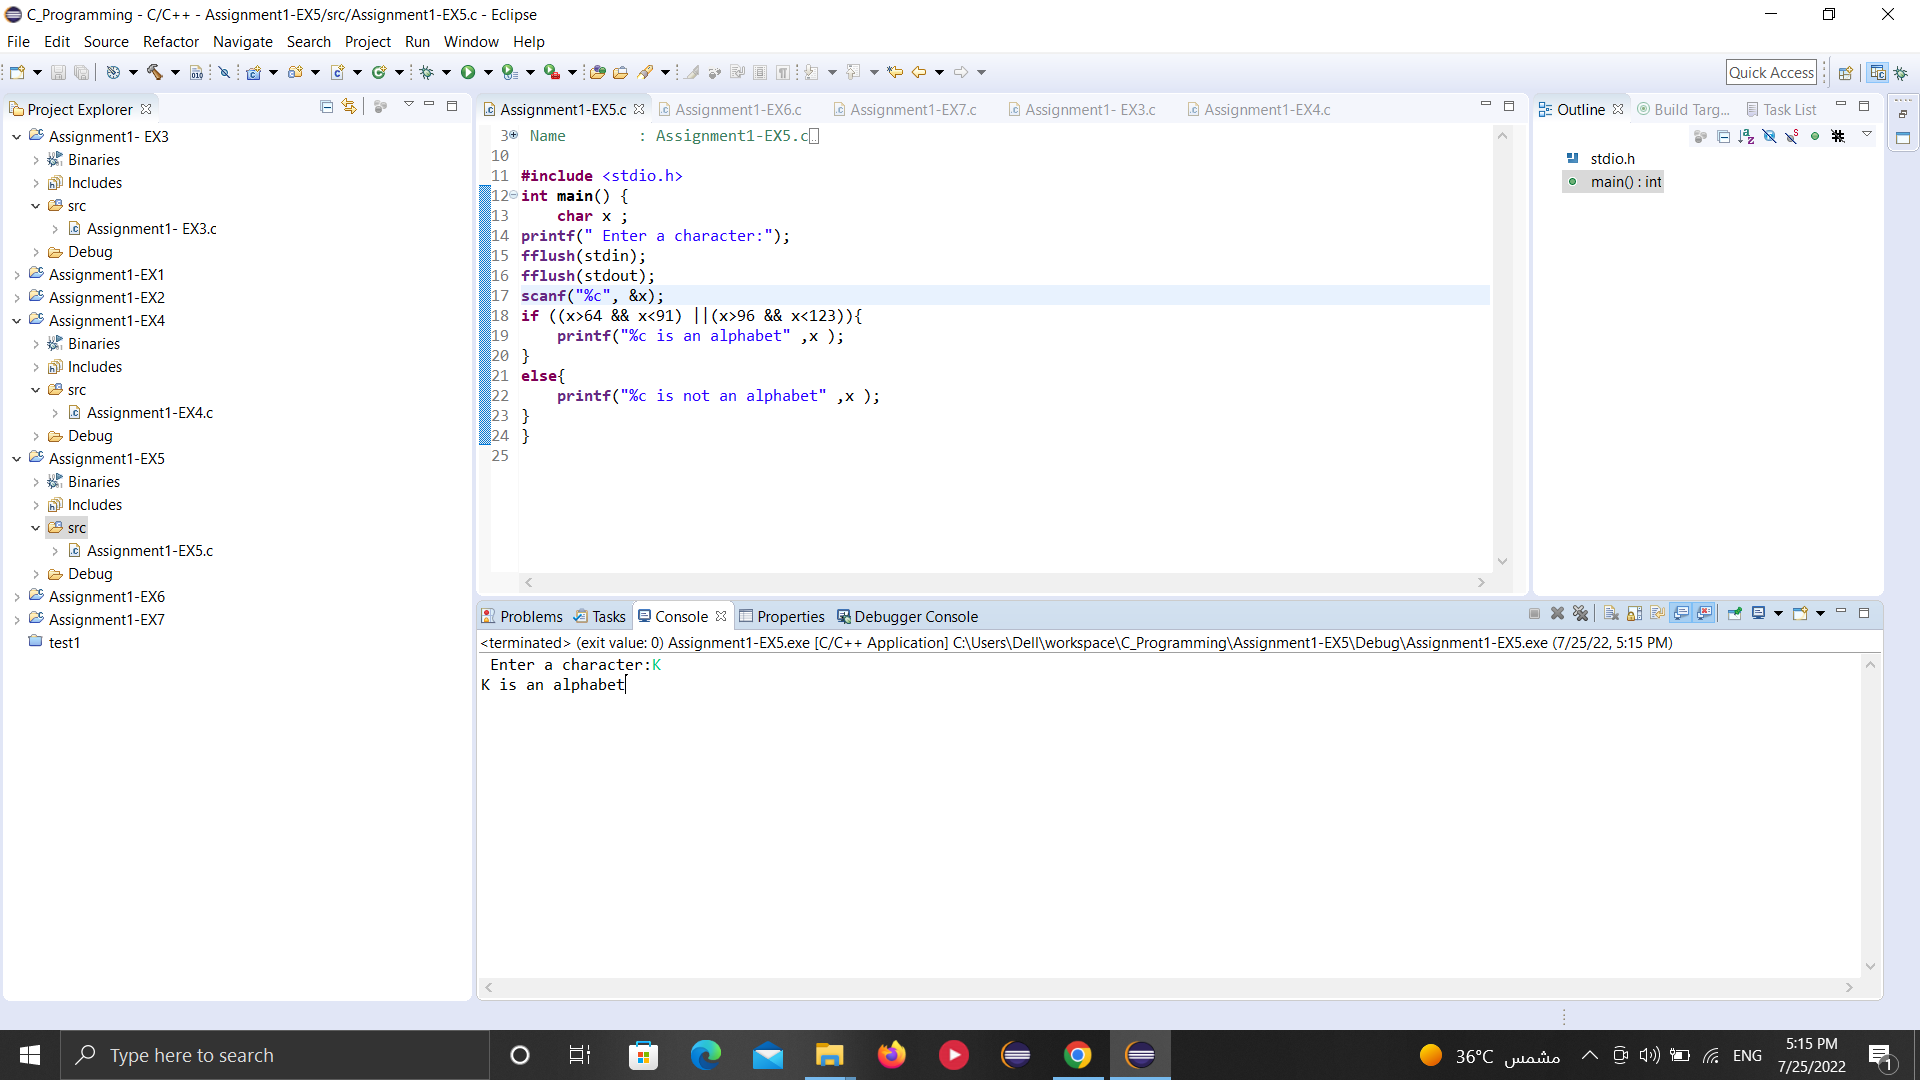 C_Programming - C/C++ - Assignment1-EX5/src/Assignment1-EX5.c - Eclipse
File Edit Source Refactor Navigate Search Project Run Window Help
Quick Access
Project Explorer
Assignment1- EX3
Binaries
Includes
src
Assignment1- EX3.c
Debug
Assignment1-EX1
Assignment1-EX2
Assignment1-EX4
Binaries
Includes
src
Assignment1-EX4.c
Debug
Assignment1-EX5
Binaries
Includes
src
Assignment1-EX5.c
Debug
Assignment1-EX6
Assignment1-EX7
test1
Assignment1-EX5.c Assignment1-EX6.c Assignment1-EX7.c Assignment1- EX3.c Assignment1-EX4.c
3 Name : Assignment1-EX5.c
10
11 #include <stdio.h>
12 int main() {
13 char x ;
14 printf(" Enter a character:");
15 fflush(stdin);
16 fflush(stdout);
17 scanf("%c", &x);
18 if ((x>64 && x<91) ||(x>96 && x<123)){
19 printf("%c is an alphabet" ,x );
20 }
21 else{
22 printf("%c is not an alphabet" ,x );
23 }
24 }
25
Outline Build Targ... Task List
stdio.h
main() : int
Problems Tasks Console Properties Debugger Console
<terminated> (exit value: 0) Assignment1-EX5.exe [C/C++ Application] C:\Users\Dell\workspace\C_Programming\Assignment1-EX5\Debug\Assignment1-EX5.exe (7/25/22, 5:15 PM)
Enter a character:K
K is an alphabet
Type here to search
36°C مشمس
ENG
5:15 PM
7/25/2022
1